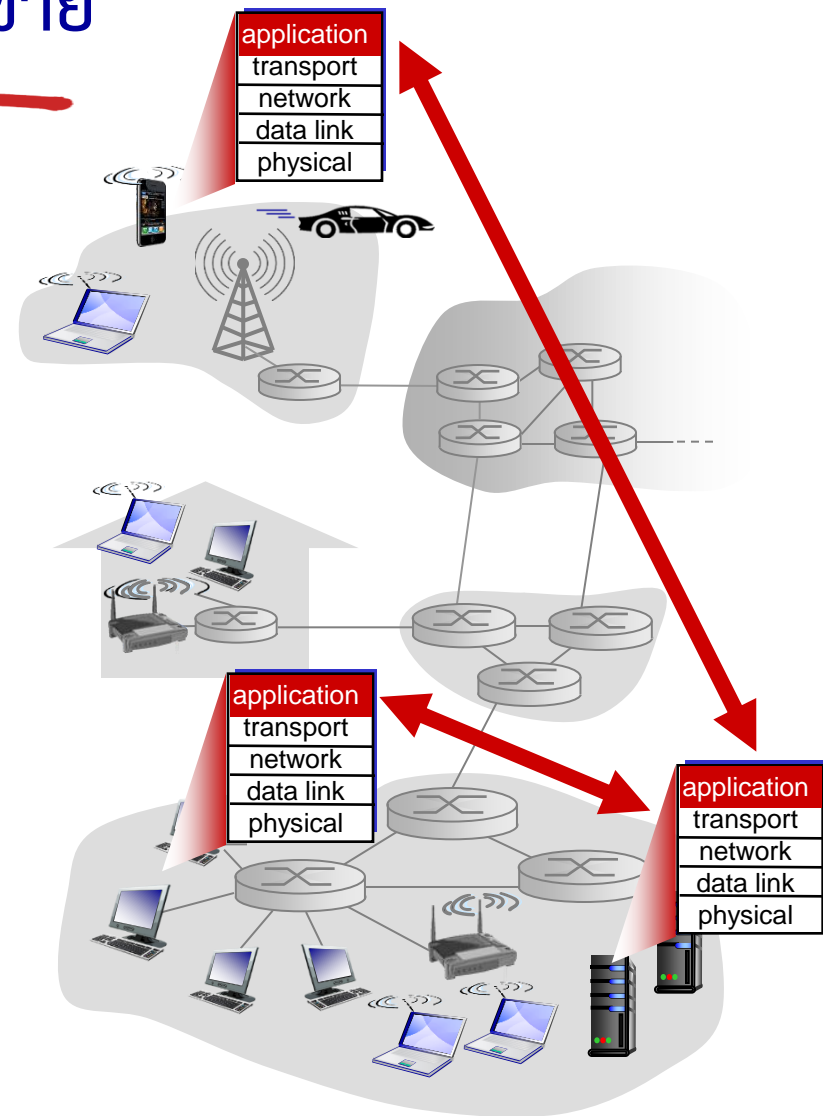 application
transport
network
data link
physical
application
transport
network
data link
physical
application
transport
network
data link
physical